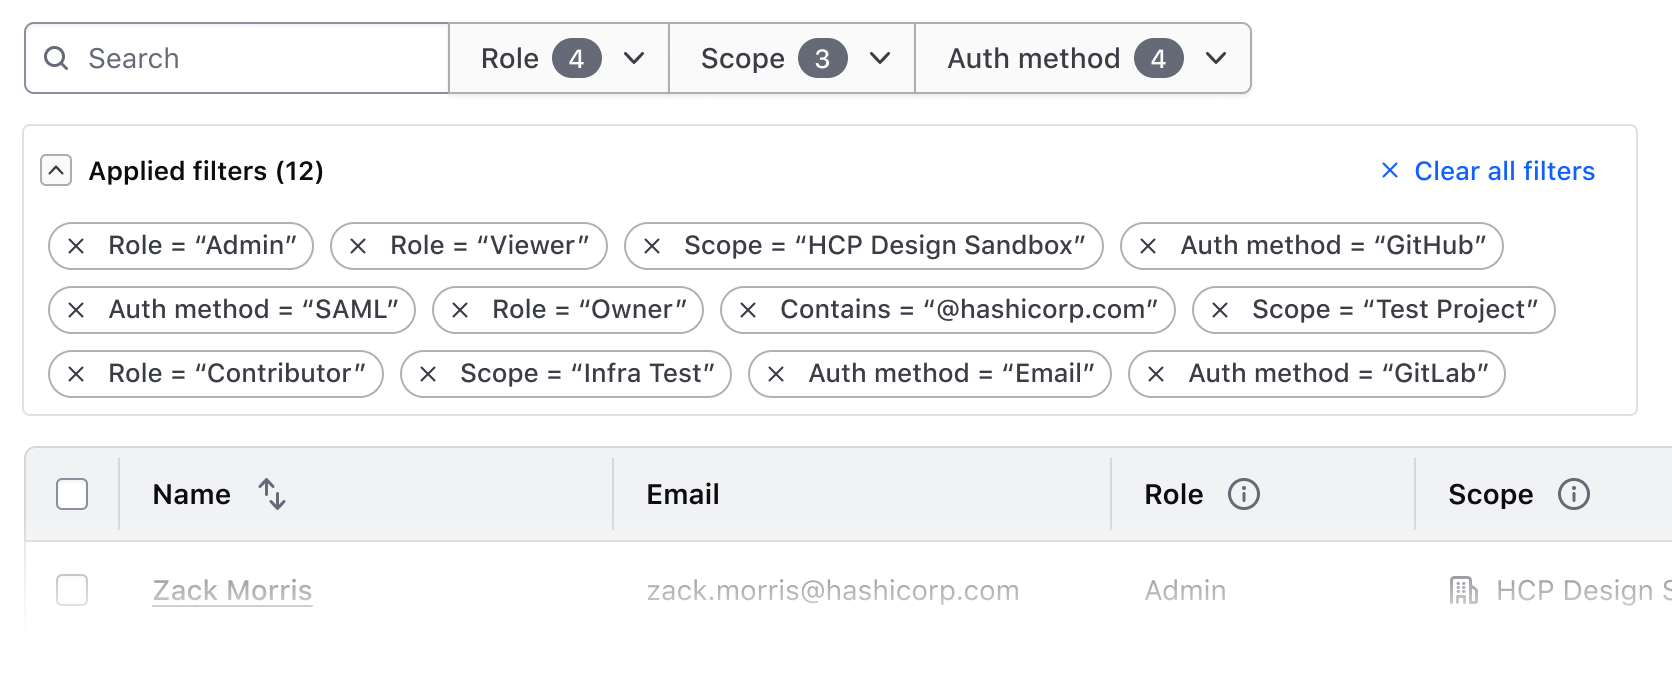 Search Role 4 Scope 3 Auth method 4
Applied filters (12) Clear all filters
Role = “Admin” Role = “Viewer” Scope = “HCP Design Sandbox” Auth method = “GitHub”
Auth method = “SAML” Role = “Owner” Contains = “@hashicorp.com” Scope = “Test Project”
Role = “Contributor” Scope = “Infra Test” Auth method = “Email” Auth method = “GitLab”
Name Email Role Scope
Zack Morris zack.morris@hashicorp.com Admin HCP Design S